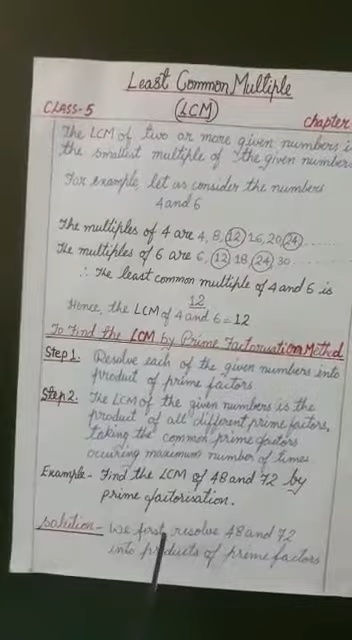 Least Common Multiple
(LCM)
CLASS-5
chapter
The LCM of two or more given numbers is
the smallest multiple of the given numbers
For example, let us consider the numbers
4 and 6
The multiples of 4 are 4, 8, 12, 16, 20, 24 ........
The multiples of 6 are 6, 12, 18, 24, 30 ........
∴ The least common multiple of 4 and 6 is
12
Hence, the LCM of 4 and 6 = 12
To Find the LCM by Prime Factorisation Method
Step 1. Resolve each of the given numbers into
product of prime factors
Step 2. The LCM of the given numbers is the
product of all different prime factors,
taking the common prime factors
occuring maximum number of times.
Example- Find the LCM of 48 and 72 by
prime factorisation.
Solution- We first, resolve 48 and 72
into products of prime factors